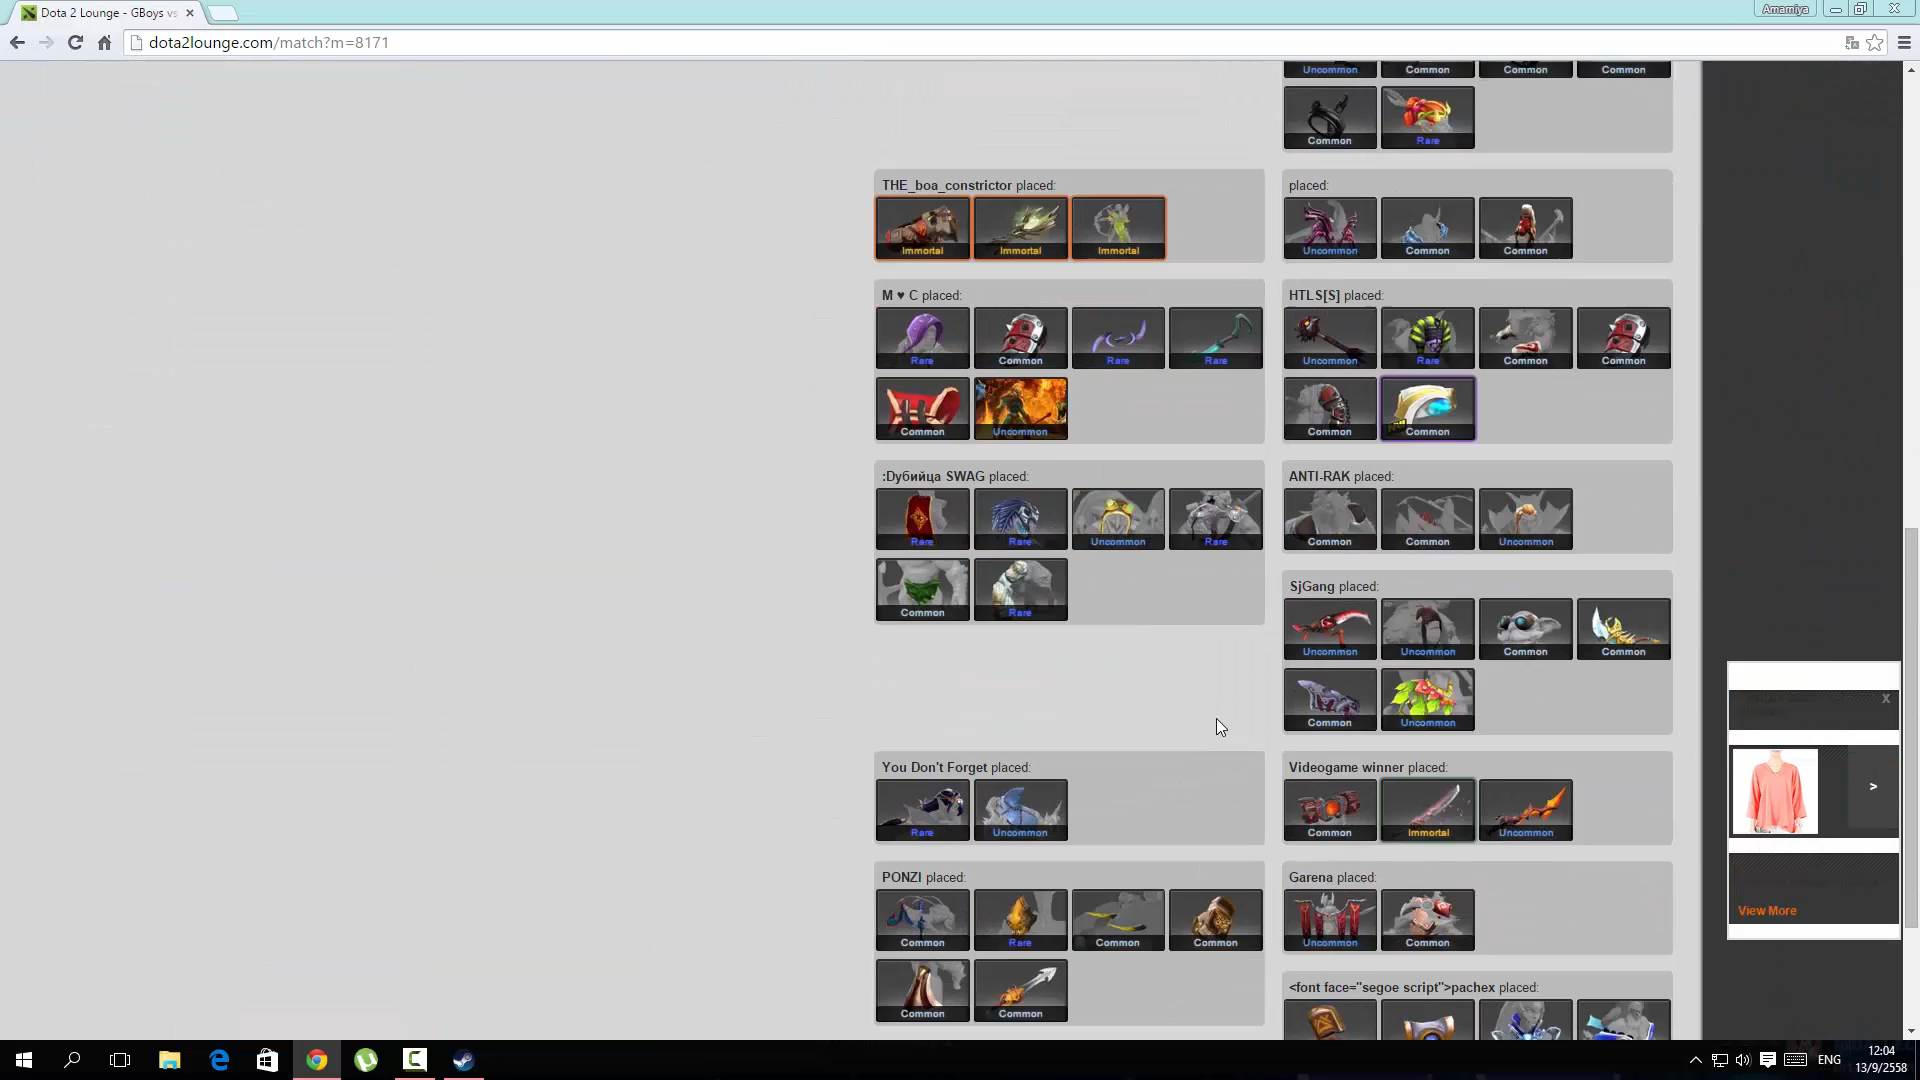 Dota 2 Lounge - GBoys vs
Amamiya
dota2lounge.com/match?m=8171
Uncommon Common Common Common
Common Rare
THE_boa_constrictor placed:
Immortal Immortal Immortal
placed:
Uncommon Common Common
M ♥ C placed:
Rare Common Rare Rare
Common Uncommon
HTLS[S] placed:
Uncommon Rare Common Common
Common Common
:Dубийца SWAG placed:
Rare Rare Uncommon Rare
Common Rare
ANTI-RAK placed:
Common Common Uncommon
SjGang placed:
Uncommon Uncommon Common Common
Common Uncommon
You Don't Forget placed:
Rare Uncommon
Videogame winner placed:
Common Immortal Uncommon
PONZI placed:
Common Rare Common Common
Common Common
Garena placed:
Uncommon Common
<font face="segoe script">pachex placed:
X
>
View More
ENG
12:04
13/9/2558